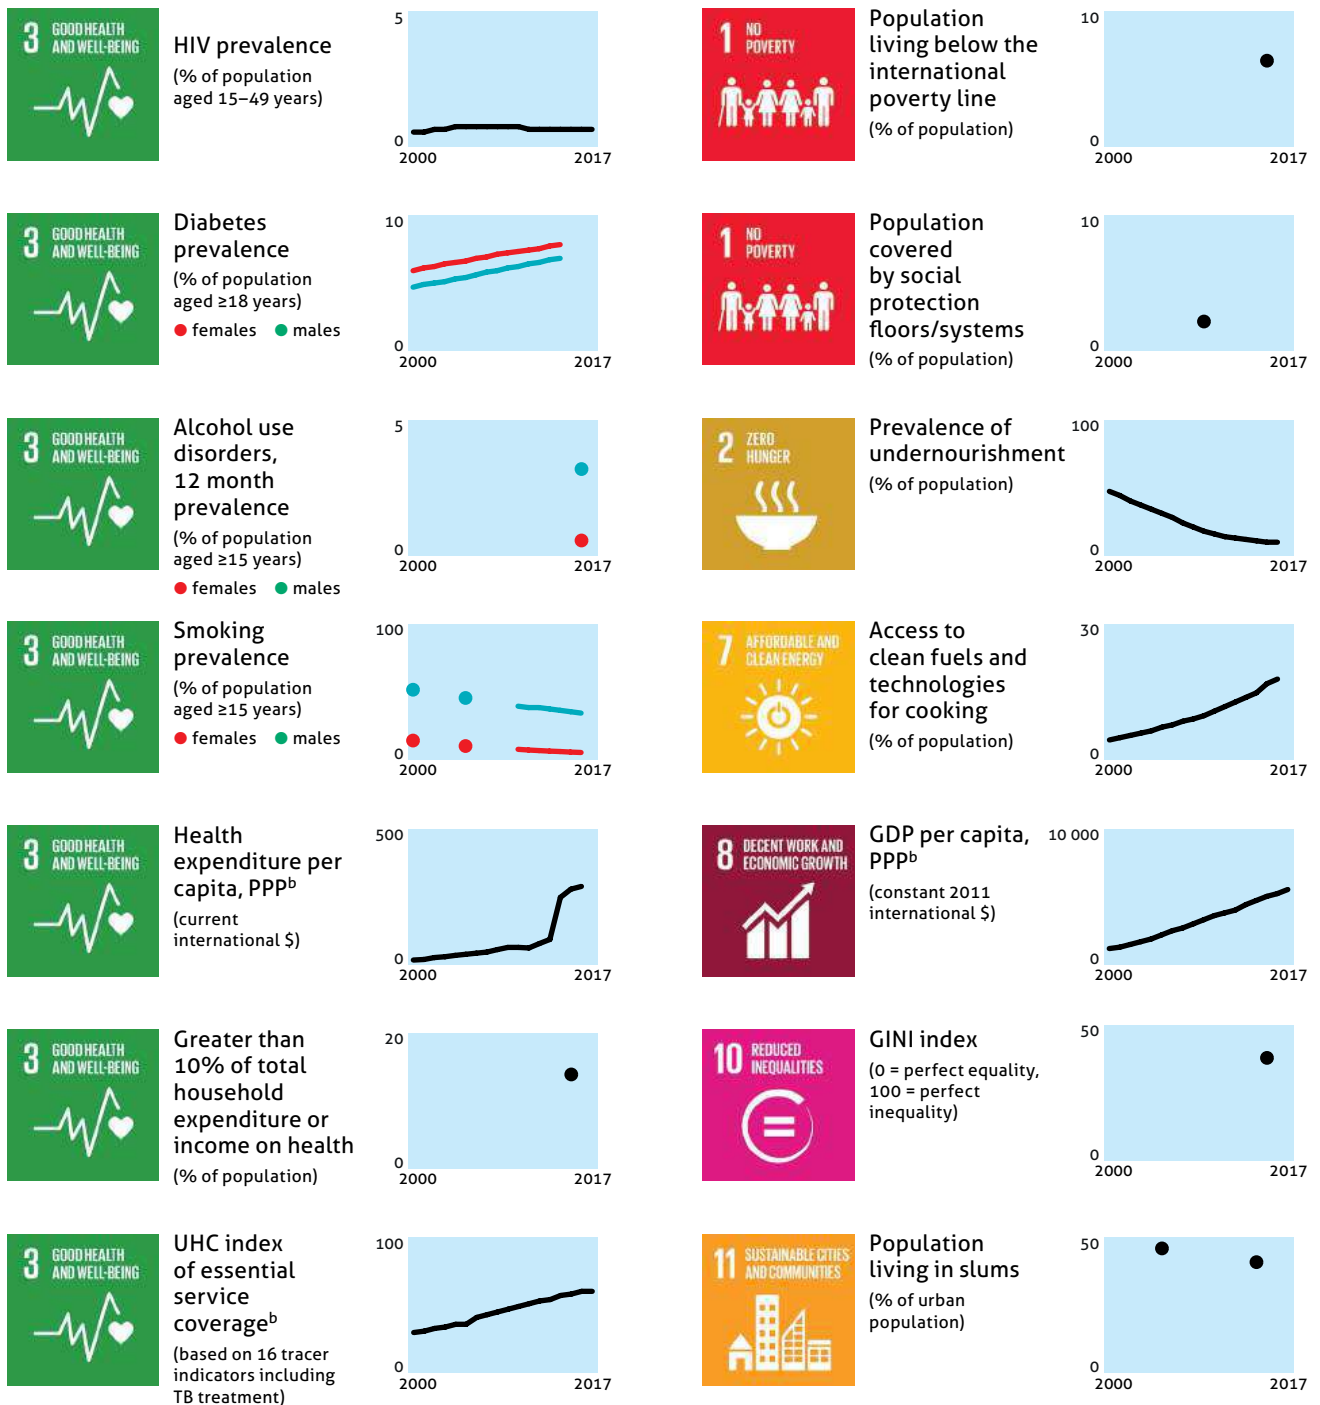 3 GOOD HEALTH
AND WELL-BEING
HIV prevalence
(% of population
aged 15–49 years)
5
0
2000 2017
3 GOOD HEALTH
AND WELL-BEING
Diabetes
prevalence
(% of population
aged ≥18 years)
females males
10
0
2000 2017
3 GOOD HEALTH
AND WELL-BEING
Alcohol use
disorders,
12 month
prevalence
(% of population
aged ≥15 years)
females males
5
0
2000 2017
3 GOOD HEALTH
AND WELL-BEING
Smoking
prevalence
(% of population
aged ≥15 years)
females males
100
0
2000 2017
3 GOOD HEALTH
AND WELL-BEING
Health
expenditure per
capita, PPPᵇ
(current
international $)
500
0
2000 2017
3 GOOD HEALTH
AND WELL-BEING
Greater than
10% of total
household
expenditure or
income on health
(% of population)
20
0
2000 2017
3 GOOD HEALTH
AND WELL-BEING
UHC index
of essential
service
coverageᵇ
(based on 16 tracer
indicators including
TB treatment)
100
0
2000 2017
1 NO
POVERTY
Population
living below the
international
poverty line
(% of population)
10
0
2000 2017
1 NO
POVERTY
Population
covered
by social
protection
floors/systems
(% of population)
10
0
2000 2017
2 ZERO
HUNGER
Prevalence of
undernourishment
(% of population)
100
0
2000 2017
7 AFFORDABLE AND
CLEAN ENERGY
Access to
clean fuels and
technologies
for cooking
(% of population)
30
0
2000 2017
8 DECENT WORK AND
ECONOMIC GROWTH
GDP per capita,
PPPᵇ
(constant 2011
international $)
10 000
0
2000 2017
10 REDUCED
INEQUALITIES
GINI index
(0 = perfect equality,
100 = perfect
inequality)
50
0
2000 2017
11 SUSTAINABLE CITIES
AND COMMUNITIES
Population
living in slums
(% of urban
population)
50
0
2000 2017